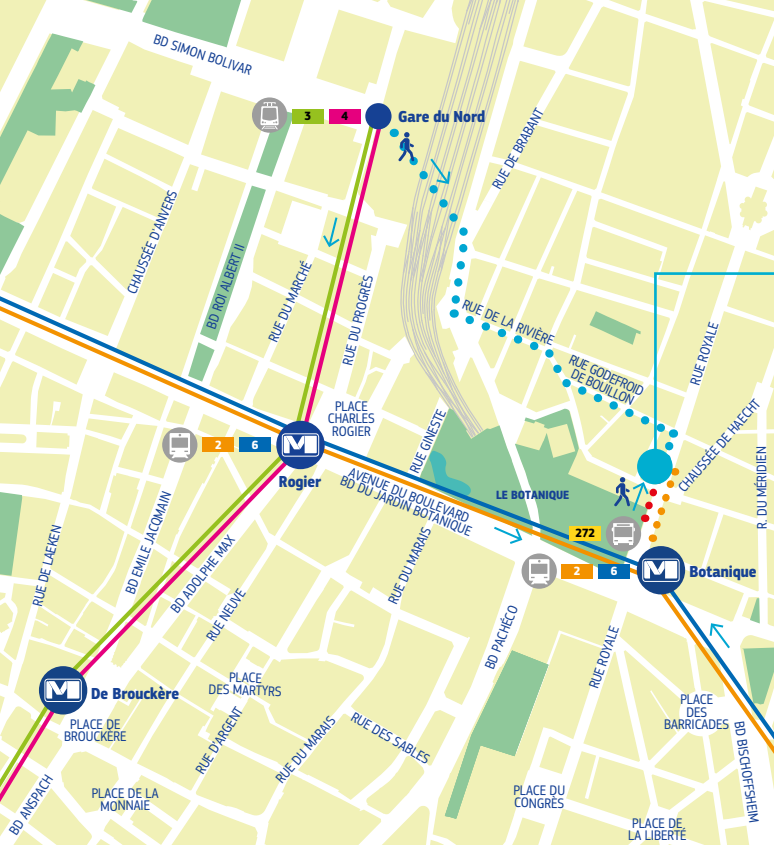 BD SIMON BOLIVAR
3
4
Gare du Nord
RUE DE BRABANT
CHAUSSÉE D'ANVERS
BD ROI ALBERT II
RUE DU MARCHÉ
RUE DU PROGRÈS
RUE DE LA RIVIÈRE
RUE GODEFROID
DE BOUILLON
RUE ROYALE
PLACE
CHARLES
ROGIER
RUE GINESTE
CHAUSSÉE DE HAECHT
R. DU MÉRIDIEN
2
6
M
Rogier
AVENUE DU BOULEVARD
BD DU JARDIN BOTANIQUE
LE BOTANIQUE
272
2
6
M
Botanique
RUE DE LAEKEN
BD EMILE JACQMAIN
BD ADOLPHE MAX
RUE NEUVE
RUE DU MARAIS
BD PACHÉCO
RUE ROYALE
M
De Brouckère
PLACE DE
BROUCKÈRE
PLACE
DES MARTYRS
RUE D'ARGENT
RUE DU MARAIS
RUE DES SABLES
PLACE
DES
BARRICADES
BD BISCHOFFSHEIM
BD ANSPACH
PLACE DE LA
MONNAIE
PLACE DU
CONGRÈS
PLACE DE
LA LIBERTÉ